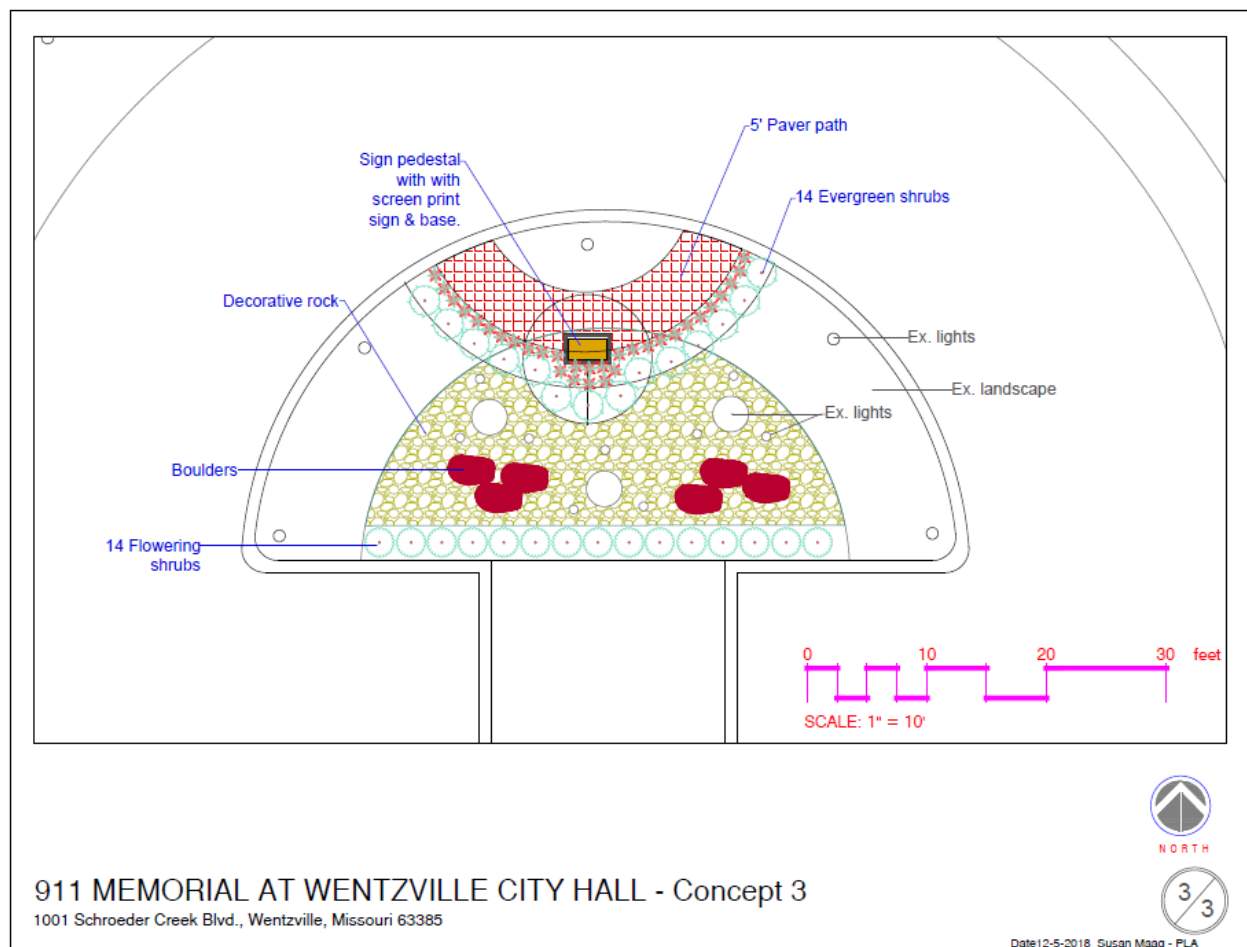 5' Paver path
Sign pedestal
with with
screen print
sign & base.
14 Evergreen shrubs
Decorative rock
Ex. lights
Ex. landscape
Ex. lights
Boulders
14 Flowering
shrubs
0 10 20 30 feet
SCALE: 1" = 10'
NORTH
911 MEMORIAL AT WENTZVILLE CITY HALL - Concept 3
1001 Schroeder Creek Blvd., Wentzville, Missouri 63385
3/3
Date12-5-2018 Susan Maag - PLA